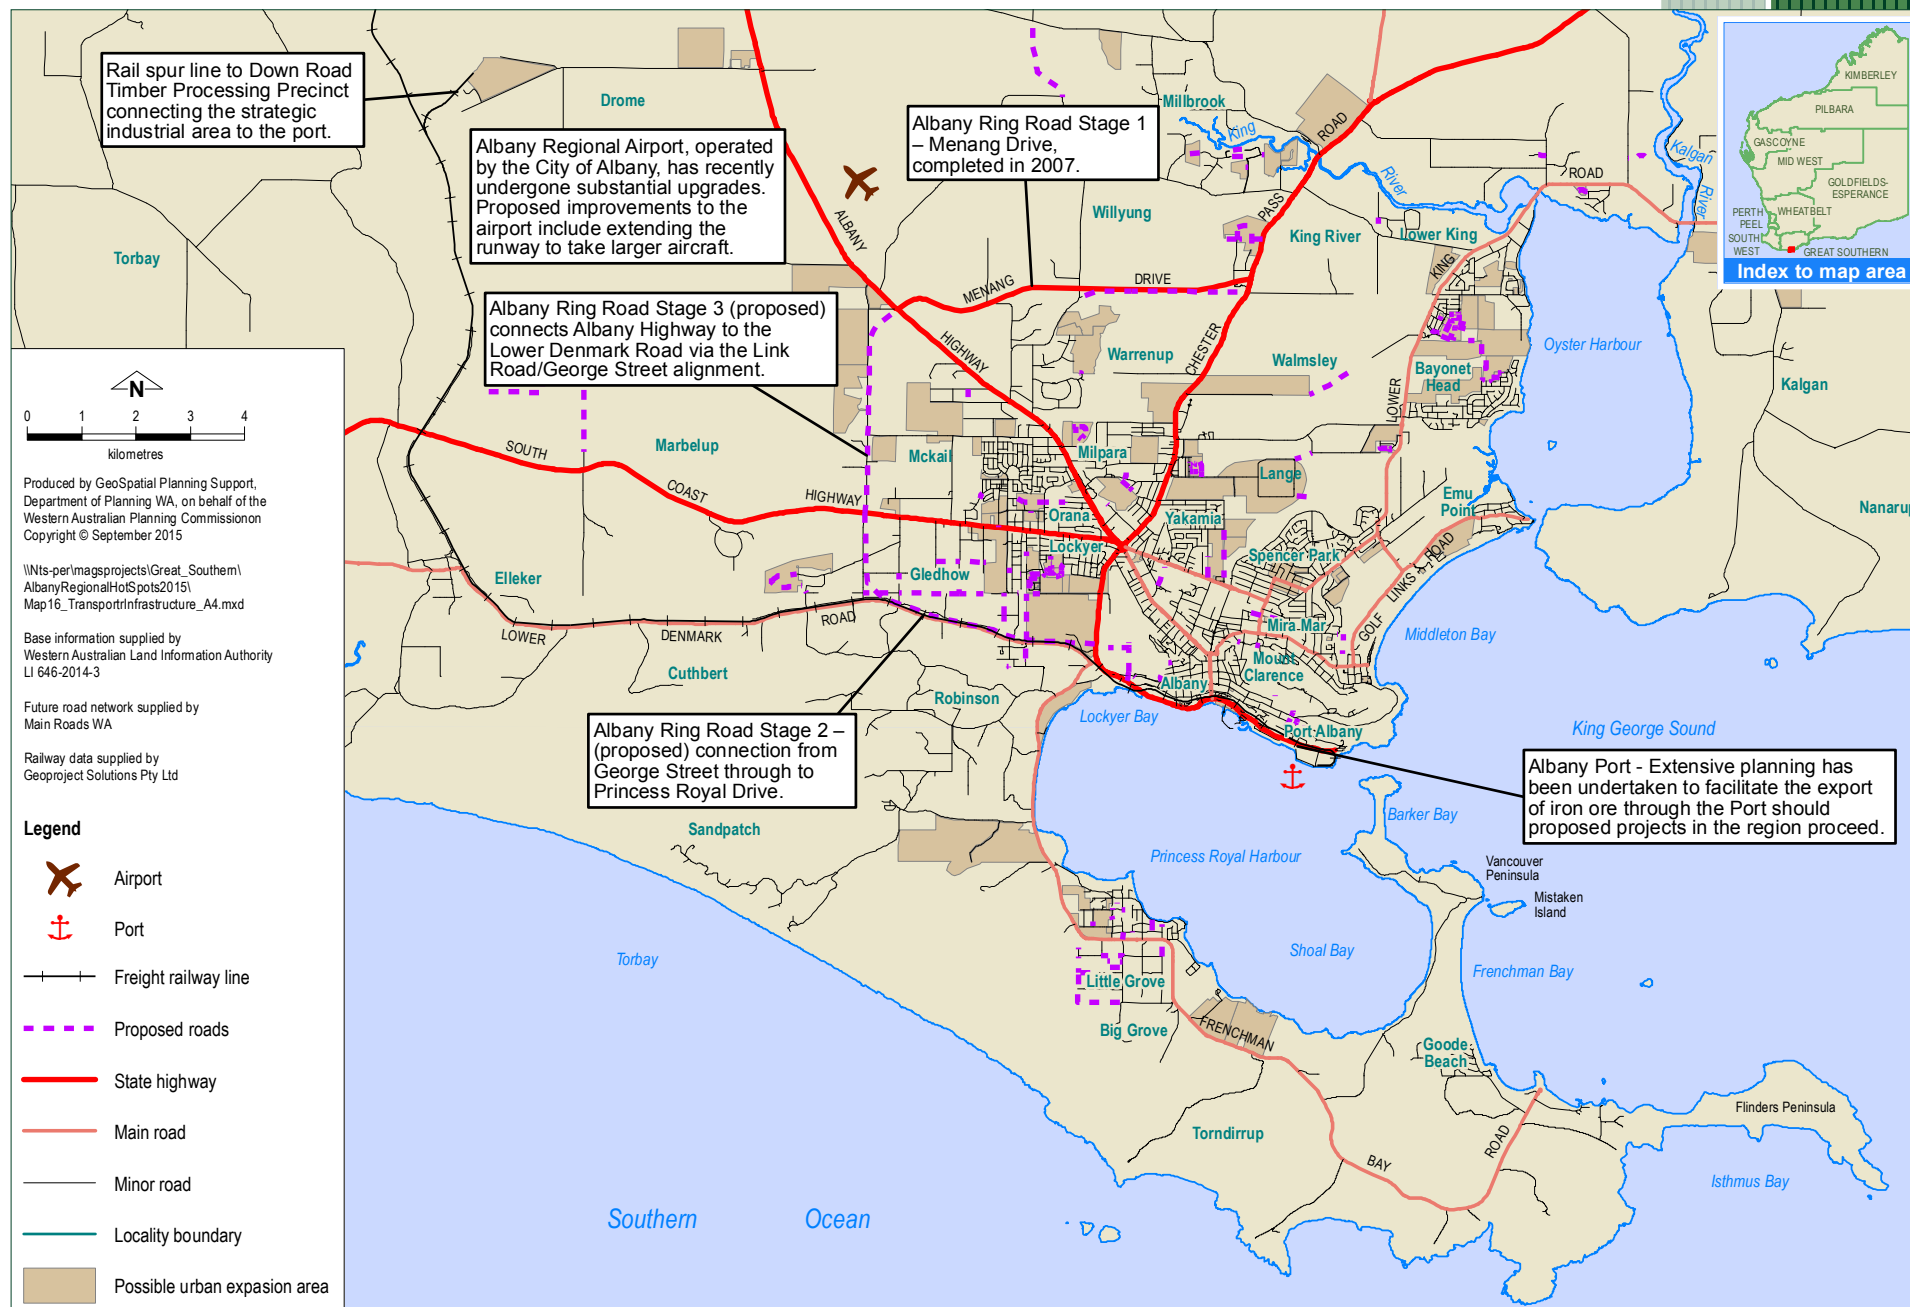 Rail spur line to Down Road
Timber Processing Precinct
connecting the strategic
industrial area to the port.
Albany Regional Airport, operated
by the City of Albany, has recently
undergone substantial upgrades.
Proposed improvements to the
airport include extending the
runway to take larger aircraft.
Albany Ring Road Stage 1
– Menang Drive,
completed in 2007.
Albany Ring Road Stage 3 (proposed)
connects Albany Highway to the
Lower Denmark Road via the Link
Road/George Street alignment.
Albany Ring Road Stage 2 –
(proposed) connection from
George Street through to
Princess Royal Drive.
Albany Port - Extensive planning has
been undertaken to facilitate the export
of iron ore through the Port should
proposed projects in the region proceed.
KIMBERLEY
PILBARA
GASCOYNE
MID WEST
GOLDFIELDS-
ESPERANCE
PERTH
PEEL
WHEATBELT
SOUTH
WEST
GREAT SOUTHERN
Index to map area
Drome
Millbrook
King
River
Kalgan
River
ROAD
ROAD
Torbay
Willyung
King River
Lower King
ALBANY
PASS
KING
MENANG
DRIVE
HIGHWAY
CHESTER
Warrenup
Walmsley
Oyster Harbour
Bayonet
Head
Kalgan
LOWER
SOUTH
Marbelup
Mckail
Milpara
Lange
COAST
HIGHWAY
Emu
Point
Nanarup
Orana
Yakamia
Lockyer
Spencer Park
ROAD
LINKS
GOLF
Elleker
Gledhow
LOWER
DENMARK
ROAD
Mira Mar
Middleton Bay
Cuthbert
Mount
Clarence
Robinson
Albany
Lockyer Bay
Port Albany
King George Sound
Sandpatch
Barker Bay
Princess Royal Harbour
Vancouver
Peninsula
Mistaken
Island
Torbay
Shoal Bay
Frenchman Bay
Little Grove
Big Grove
FRENCHMAN
Goode
Beach
Flinders Peninsula
Torndirrup
BAY
ROAD
Isthmus Bay
Southern Ocean
N
0 1 2 3 4
kilometres
Produced by GeoSpatial Planning Support,
Department of Planning WA, on behalf of the
Western Australian Planning Commissionon
Copyright © September 2015
\\Nts-per\magsprojects\Great_Southern\
AlbanyRegionalHotSpots2015\
Map16_TransportrInfrastructure_A4.mxd
Base information supplied by
Western Australian Land Information Authority
LI 646-2014-3
Future road network supplied by
Main Roads WA
Railway data supplied by
Geoproject Solutions Pty Ltd
Legend
Airport
Port
Freight railway line
Proposed roads
State highway
Main road
Minor road
Locality boundary
Possible urban expasion area